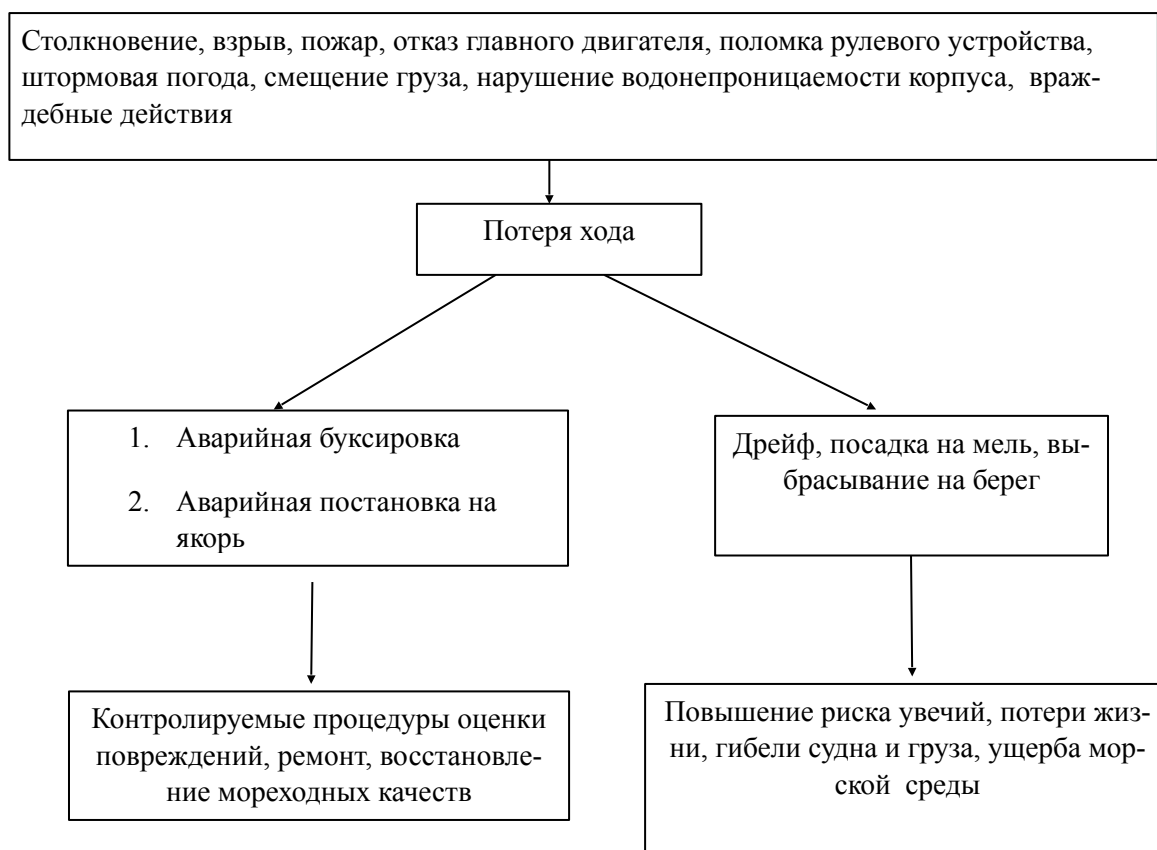 Столкновение, взрыв, пожар, отказ главного двигателя, поломка рулевого устройства,
штормовая погода, смещение груза, нарушение водонепроницаемости корпуса, враж-
дебные действия
Потеря хода
1. Аварийная буксировка
2. Аварийная постановка на
якорь
Дрейф, посадка на мель, вы-
брасывание на берег
Контролируемые процедуры оценки
повреждений, ремонт, восстановле-
ние мореходных качеств
Повышение риска увечий, потери жиз-
ни, гибели судна и груза, ущерба мор-
ской среды